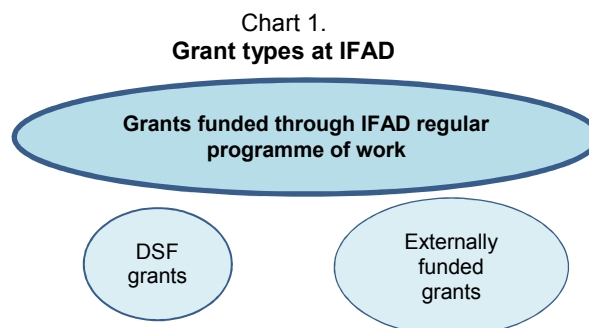 Chart 1.
Grant types at IFAD
Grants funded through IFAD regular
programme of work
DSF
grants
Externally
funded
grants